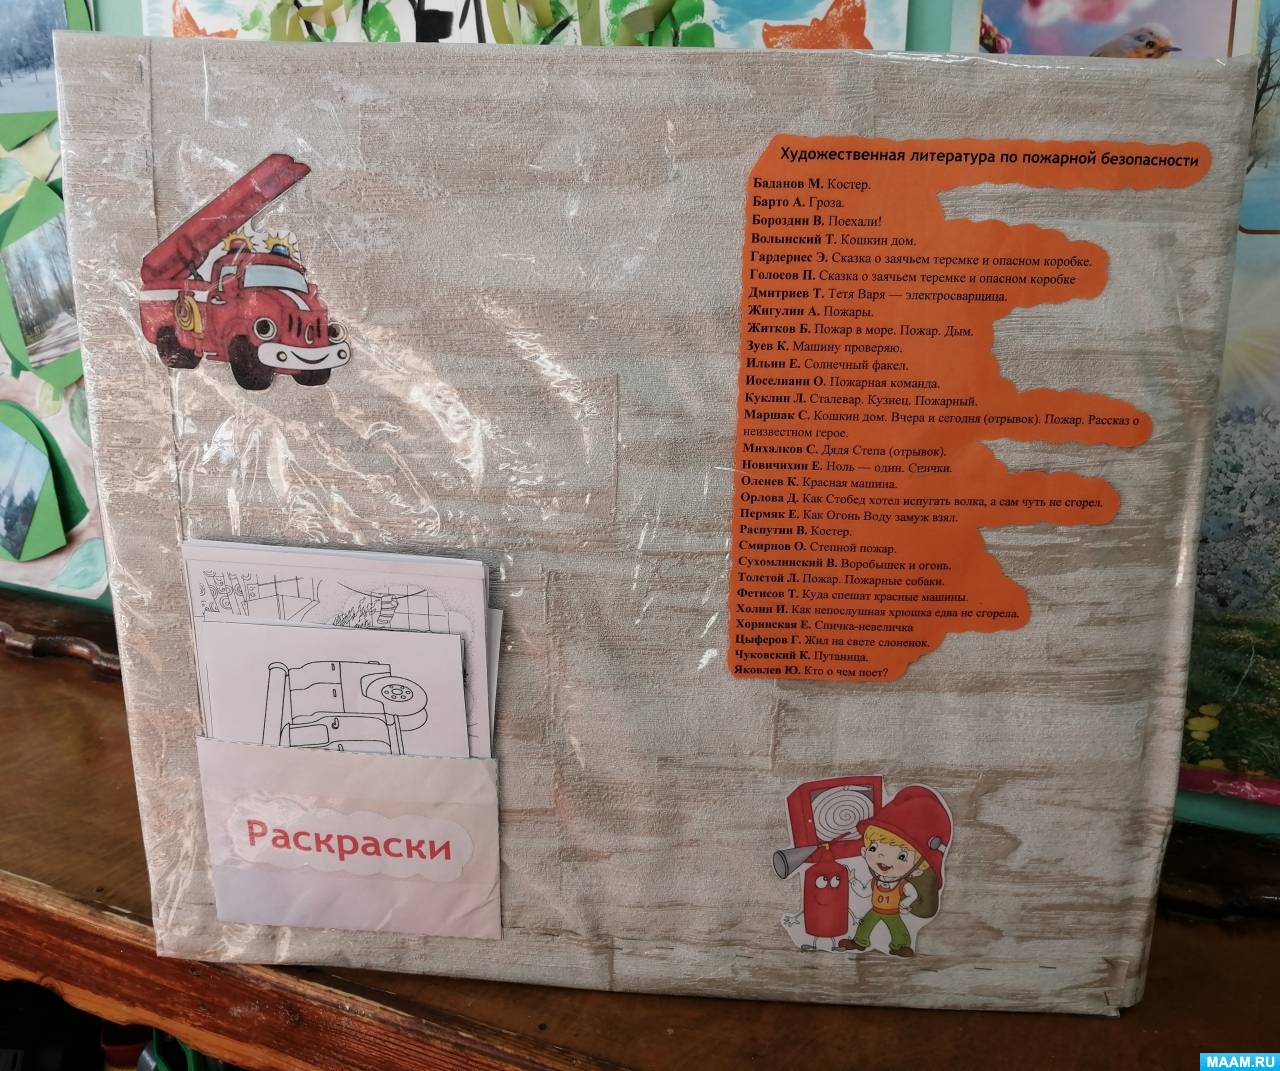 Художественная литература по пожарной безопасности
Баданов М. Костер.
Барто А. Гроза.
Бороздин В. Поехали!
Волынский Т. Кошкин дом.
Гардернес Э. Сказка о заячьем теремке и опасном коробке.
Голосов П. Сказка о заячьем теремке и опасном коробке
Дмитриев Т. Тетя Варя — электросварщица.
Жигулин А. Пожары.
Житков Б. Пожар в море. Пожар. Дым.
Зуев К. Машину проверяю.
Ильин Е. Солнечный факел.
Иоселиани О. Пожарная команда.
Куклин Л. Сталевар. Кузнец. Пожарный.
Маршак С. Кошкин дом. Вчера и сегодня (отрывок). Пожар. Рассказ о
неизвестном герое.
Михалков С. Дядя Степа (отрывок).
Новичихин Е. Ноль — один. Спички.
Оленев К. Красная машина.
Орлова Д. Как Стобед хотел испугать волка, а сам чуть не сгорел.
Пермяк Е. Как Огонь Воду замуж взял.
Распутин В. Костер.
Смирнов О. Степной пожар.
Сухомлинский В. Воробышек и огонь.
Толстой Л. Пожар. Пожарные собаки.
Фетисов Т. Куда спешат красные машины.
Холин И. Как непослушная хрюшка едва не сгорела.
Хоринская Е. Спичка-невеличка
Цыферов Г. Жил на свете слоненок.
Чуковский К. Путаница.
Яковлев Ю. Кто о чем поет?
Раскраски
01
MAAM.RU